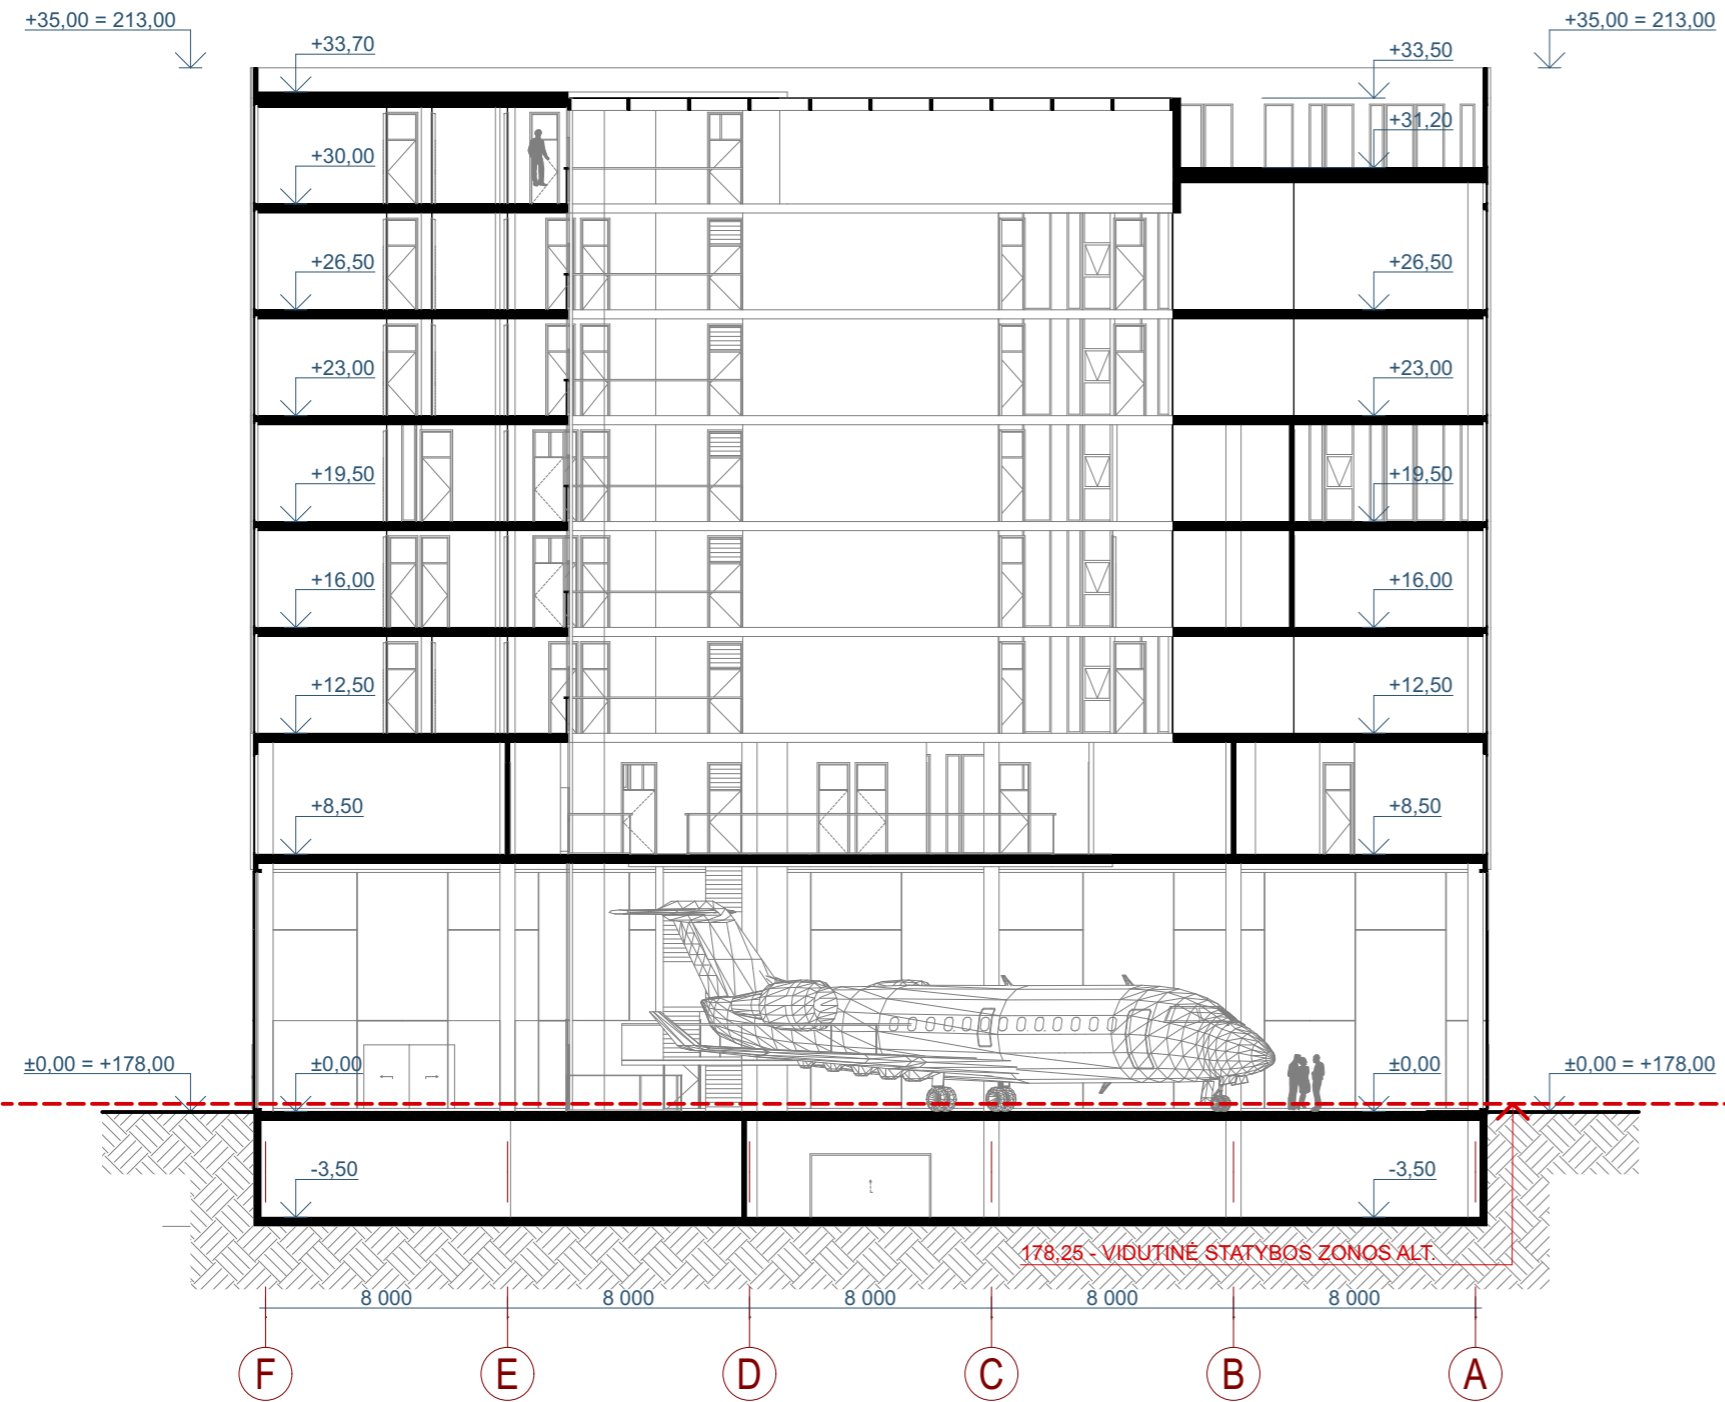 +35,00 = 213,00
+35,00 = 213,00
+33,70
+33,50
+31,20
+30,00
+26,50
+26,50
+23,00
+23,00
+19,50
+19,50
+16,00
+16,00
+12,50
+12,50
+8,50
+8,50
±0,00 = +178,00
±0,00
±0,00
±0,00 = +178,00
-3,50
-3,50
178,25 - VIDUTINĖ STATYBOS ZONOS ALT.
8 000 8 000 8 000 8 000 8 000
F E D C B A